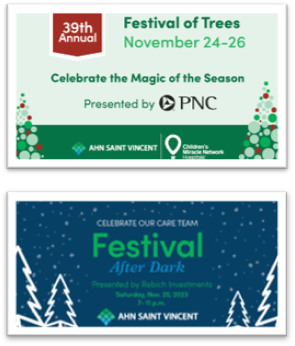 39th
Annual
Festival of Trees
November 24-26
Celebrate the Magic of the Season
Presented by PNC
AHN SAINT VINCENT
Children's
Miracle Network
Hospitals
CELEBRATE OUR CARE TEAM
Festival
After Dark
Presented by Rebich Investments
Saturday, Nov. 25, 2023
7-11 p.m.
AHN SAINT VINCENT